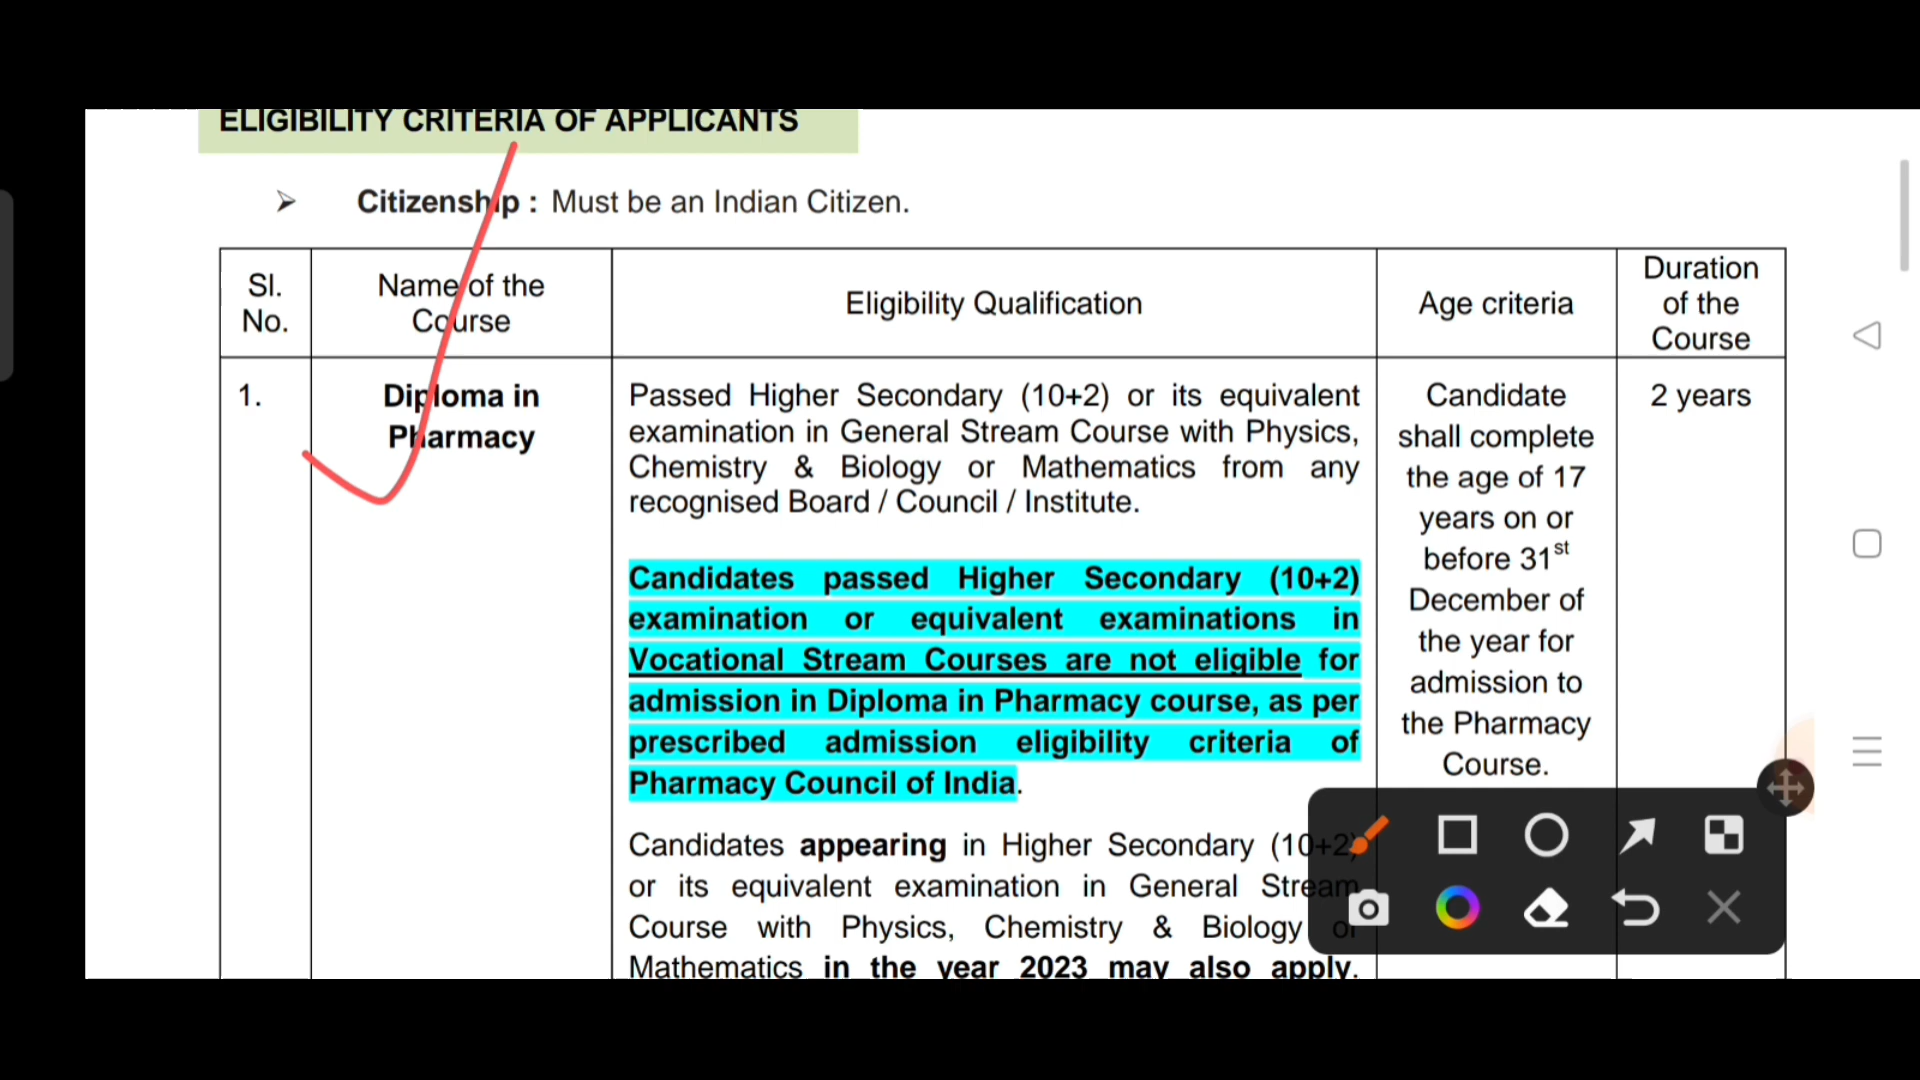 ELIGIBILITY CRITERIA OF APPLICANTS
➢ Citizenship : Must be an Indian Citizen.
Sl.
No.
Name of the
Course
Eligibility Qualification
Age criteria
Duration
of the
Course
1.
Diploma in
Pharmacy
Passed Higher Secondary (10+2) or its equivalent
examination in General Stream Course with Physics,
Chemistry & Biology or Mathematics from any
recognised Board / Council / Institute.
Candidates passed Higher Secondary (10+2)
examination or equivalent examinations in
Vocational Stream Courses are not eligible for
admission in Diploma in Pharmacy course, as per
prescribed admission eligibility criteria of
Pharmacy Council of India.
Candidates appearing in Higher Secondary (10+2)
or its equivalent examination in General Stream
Course with Physics, Chemistry & Biology or
Mathematics in the year 2023 may also apply.
Candidate
shall complete
the age of 17
years on or
before 31st
December of
the year for
admission to
the Pharmacy
Course.
2 years